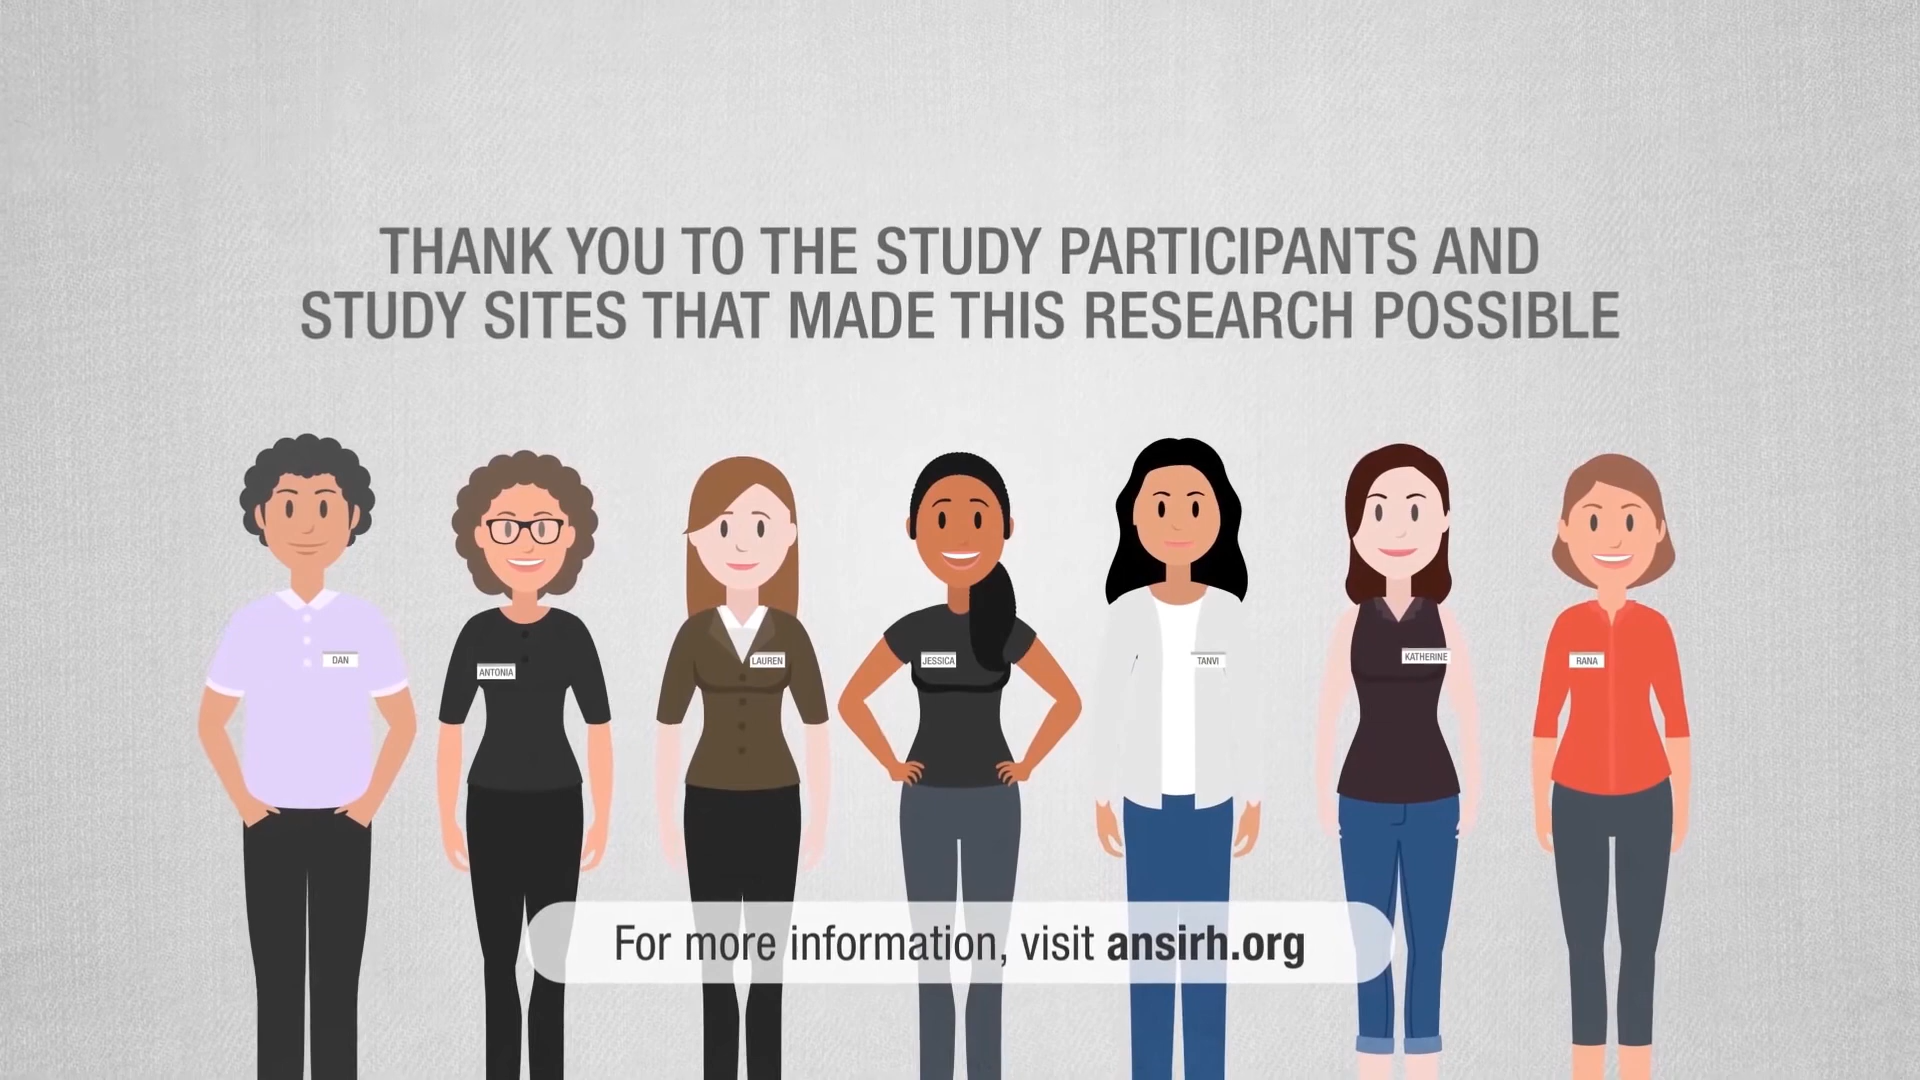 THANK YOU TO THE STUDY PARTICIPANTS AND
STUDY SITES THAT MADE THIS RESEARCH POSSIBLE
DAN
ANTONIA
LAUREN
JESSICA
TANVI
KATHERINE
RANA
For more information, visit ansirh.org